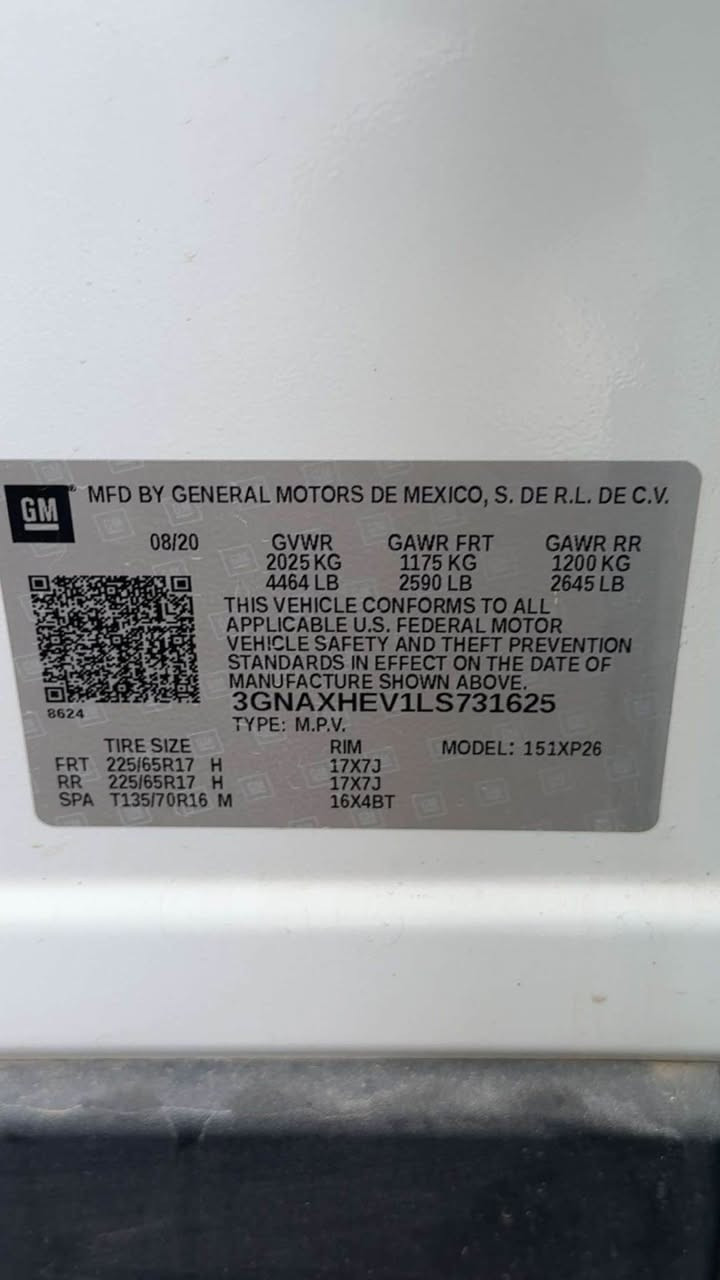 GM
MFD BY GENERAL MOTORS DE MEXICO, S. DE R.L. DE C.V.
08/20 GVWR GAWR FRT GAWR RR
2025 KG 1175 KG 1200 KG
4464 LB 2590 LB 2645 LB
THIS VEHICLE CONFORMS TO ALL
APPLICABLE U.S. FEDERAL MOTOR
VEHICLE SAFETY AND THEFT PREVENTION
STANDARDS IN EFFECT ON THE DATE OF
MANUFACTURE SHOWN ABOVE.
3GNAXHEV1LS731625
8624
TYPE: M.P.V.
TIRE SIZE RIM MODEL: 151XP26
FRT 225/65R17 H 17X7J
RR 225/65R17 H 17X7J
SPA T135/70R16 M 16X4BT